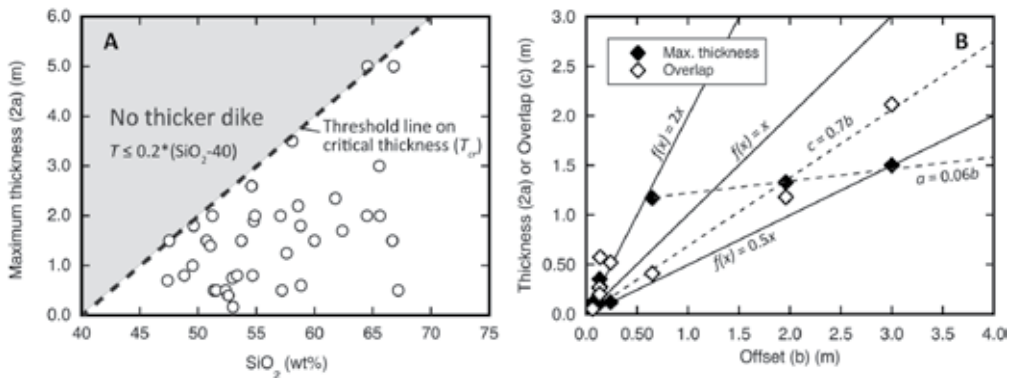 A
No thicker dike
T ≤ 0.2*(SiO₂-40)
Threshold line on
critical thickness (Tσ)
Maximum thickness (2a) (m)
6.0
5.0
4.0
3.0
2.0
1.0
0.0
40 45 50 55 60 65 70 75
SiO₂ (wt%)
B
Max. thickness
Overlap
f(x) = 2x
f(x) = x
c = 0.7b
a = 0.06b
f(x) = 0.5x
Thickness (2a) or Overlap (c) (m)
3.0
2.5
2.0
1.5
1.0
0.50
0.0
0.0 0.5 1.0 1.5 2.0 2.5 3.0 3.5 4.0
Offset (b) (m)